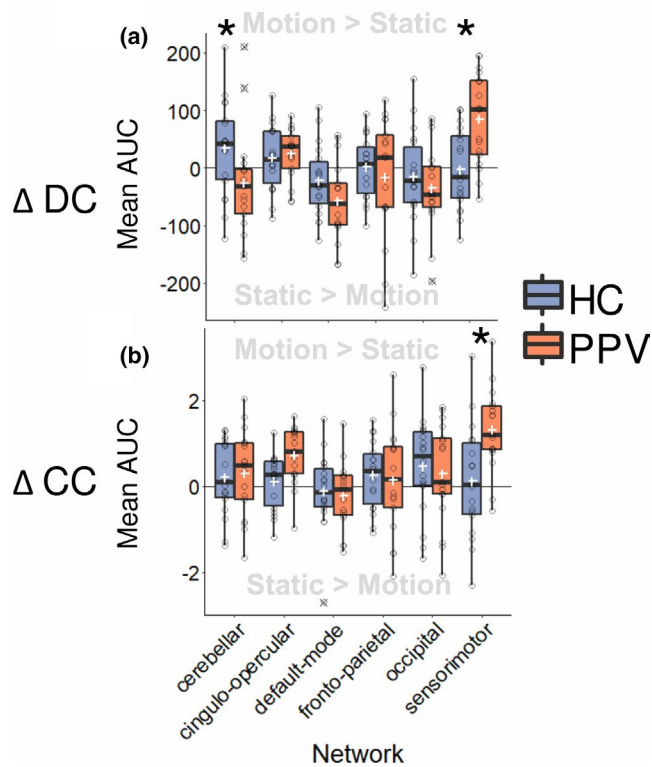 Motion > Static
(a)
*
*
200
100
0
-100
-200
Δ DC
Mean AUC
Static > Motion
HC
PPV
(b)
Motion > Static
*
2
0
-2
Δ CC
Mean AUC
Static > Motion
cerebellar
cingulo-opercular
default-mode
fronto-parietal
occipital
sensorimotor
Network